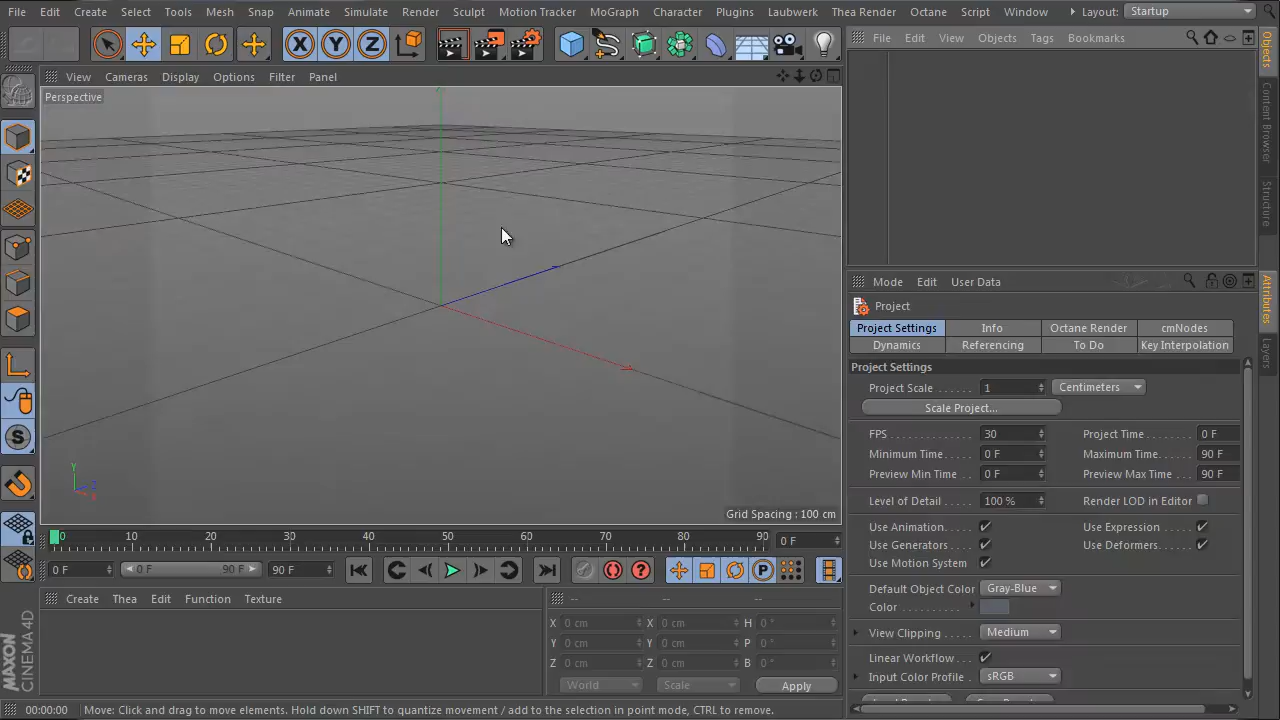 File Edit Create Select Tools Mesh Snap Animate Simulate Render Sculpt Motion Tracker MoGraph Character Plugins Laubwerk Thea Render Octane Script Window Layout: Startup
View Cameras Display Options Filter Panel
File Edit View Objects Tags Bookmarks
Objects
Content Browser
Structure
Perspective
Y
Z
X
Grid Spacing : 100 cm
Mode Edit User Data
Attributes
Layers
Project
Project Settings Info Octane Render cmNodes
Dynamics Referencing To Do Key Interpolation
Project Settings
Project Scale 1 Centimeters
Scale Project...
FPS 30 Project Time 0 F
Minimum Time 0 F Maximum Time 90 F
Preview Min Time 0 F Preview Max Time 90 F
Level of Detail 100 % Render LOD in Editor
Use Animation Use Expression
Use Generators Use Deformers
Use Motion System
Default Object Color Gray-Blue
Color
View Clipping Medium
Linear Workflow
Input Color Profile sRGB
0 10 20 30 40 50 60 70 80 90 0 F
0 F 0 F 90 F 90 F
Create Thea Edit Function Texture
-- -- --
X 0 cm X 0 cm H 0 °
Y 0 cm Y 0 cm P 0 °
Z 0 cm Z 0 cm B 0 °
World Scale Apply
MAXON
CINEMA 4D
00:00:00 Move: Click and drag to move elements. Hold down SHIFT to quantize movement / add to the selection in point mode, CTRL to remove.